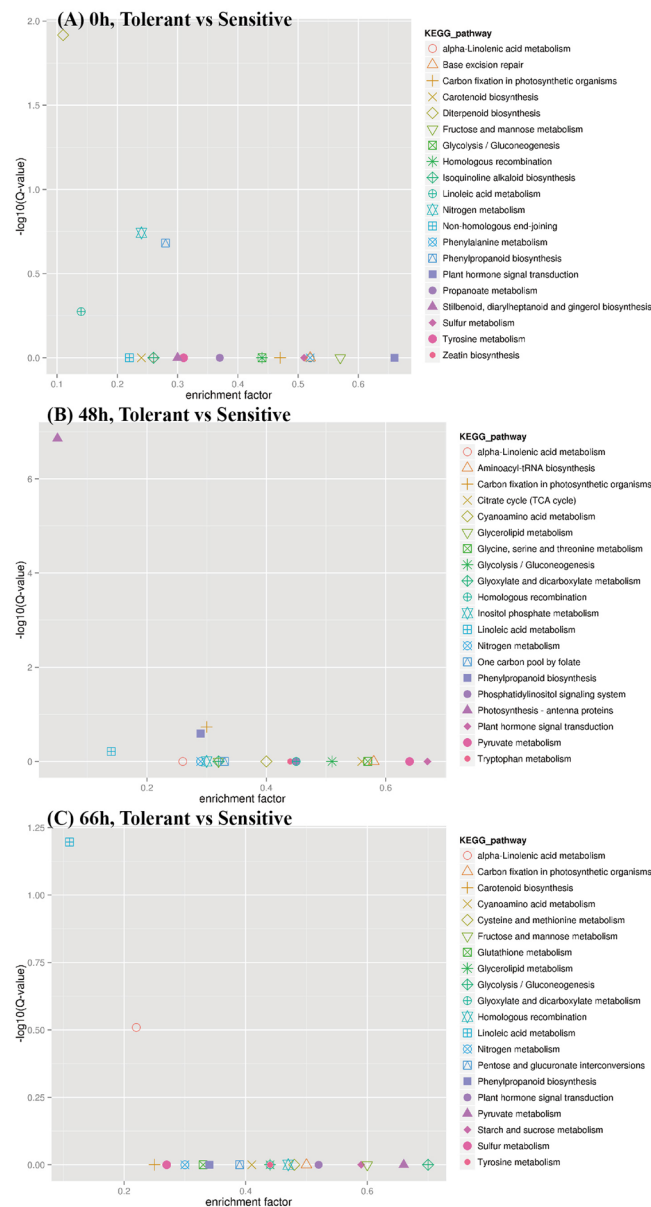 (A) 0h, Tolerant vs Sensitive
2.0
1.5
1.0
0.5
0.0
-log10(Q-value)
0.1 0.2 0.3 0.4 0.5 0.6
enrichment factor
KEGG_pathway
alpha-Linolenic acid metabolism
Base excision repair
Carbon fixation in photosynthetic organisms
Carotenoid biosynthesis
Diterpenoid biosynthesis
Fructose and mannose metabolism
Glycolysis / Gluconeogenesis
Homologous recombination
Isoquinoline alkaloid biosynthesis
Linoleic acid metabolism
Nitrogen metabolism
Non-homologous end-joining
Phenylalanine metabolism
Phenylpropanoid biosynthesis
Plant hormone signal transduction
Propanoate metabolism
Stilbenoid, diarylheptanoid and gingerol biosynthesis
Sulfur metabolism
Tyrosine metabolism
Zeatin biosynthesis
(B) 48h, Tolerant vs Sensitive
6
4
2
0
-log10(Q-value)
0.2 0.4 0.6
enrichment factor
KEGG_pathway
alpha-Linolenic acid metabolism
Aminoacyl-tRNA biosynthesis
Carbon fixation in photosynthetic organisms
Citrate cycle (TCA cycle)
Cyanoamino acid metabolism
Glycerolipid metabolism
Glycine, serine and threonine metabolism
Glycolysis / Gluconeogenesis
Glyoxylate and dicarboxylate metabolism
Homologous recombination
Inositol phosphate metabolism
Linoleic acid metabolism
Nitrogen metabolism
One carbon pool by folate
Phenylpropanoid biosynthesis
Phosphatidylinositol signaling system
Photosynthesis - antenna proteins
Plant hormone signal transduction
Pyruvate metabolism
Tryptophan metabolism
(C) 66h, Tolerant vs Sensitive
1.25
1.00
0.75
0.50
0.25
0.00
-log10(Q-value)
0.2 0.4 0.6
enrichment factor
KEGG_pathway
alpha-Linolenic acid metabolism
Carbon fixation in photosynthetic organisms
Carotenoid biosynthesis
Cyanoamino acid metabolism
Cysteine and methionine metabolism
Fructose and mannose metabolism
Glutathione metabolism
Glycerolipid metabolism
Glycolysis / Gluconeogenesis
Glyoxylate and dicarboxylate metabolism
Homologous recombination
Linoleic acid metabolism
Nitrogen metabolism
Pentose and glucuronate interconversions
Phenylpropanoid biosynthesis
Plant hormone signal transduction
Pyruvate metabolism
Starch and sucrose metabolism
Sulfur metabolism
Tyrosine metabolism